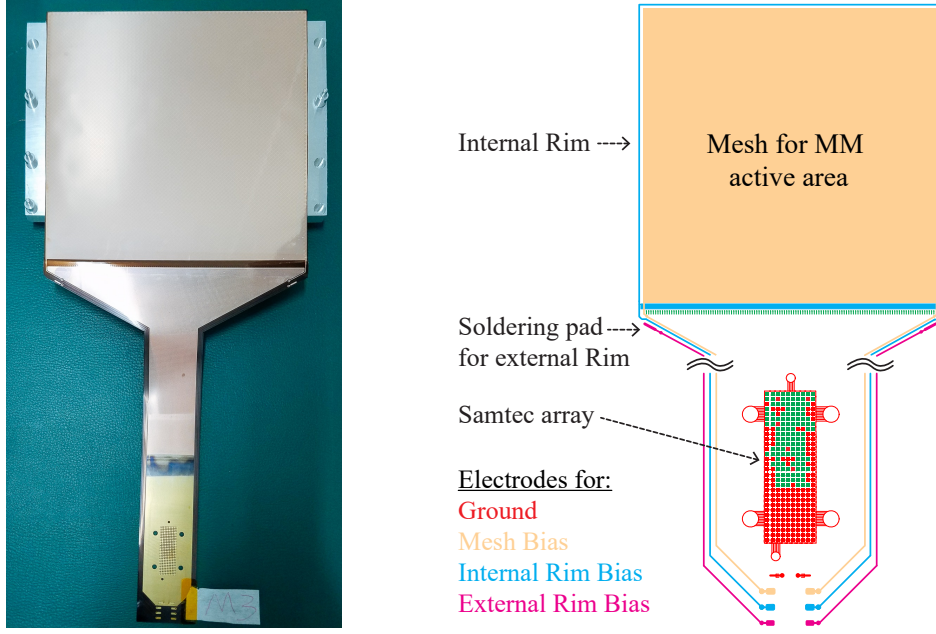 Internal Rim
Mesh for MM
active area
Soldering pad
for external Rim
Samtec array
Electrodes for:
Ground
Mesh Bias
Internal Rim Bias
External Rim Bias
M3